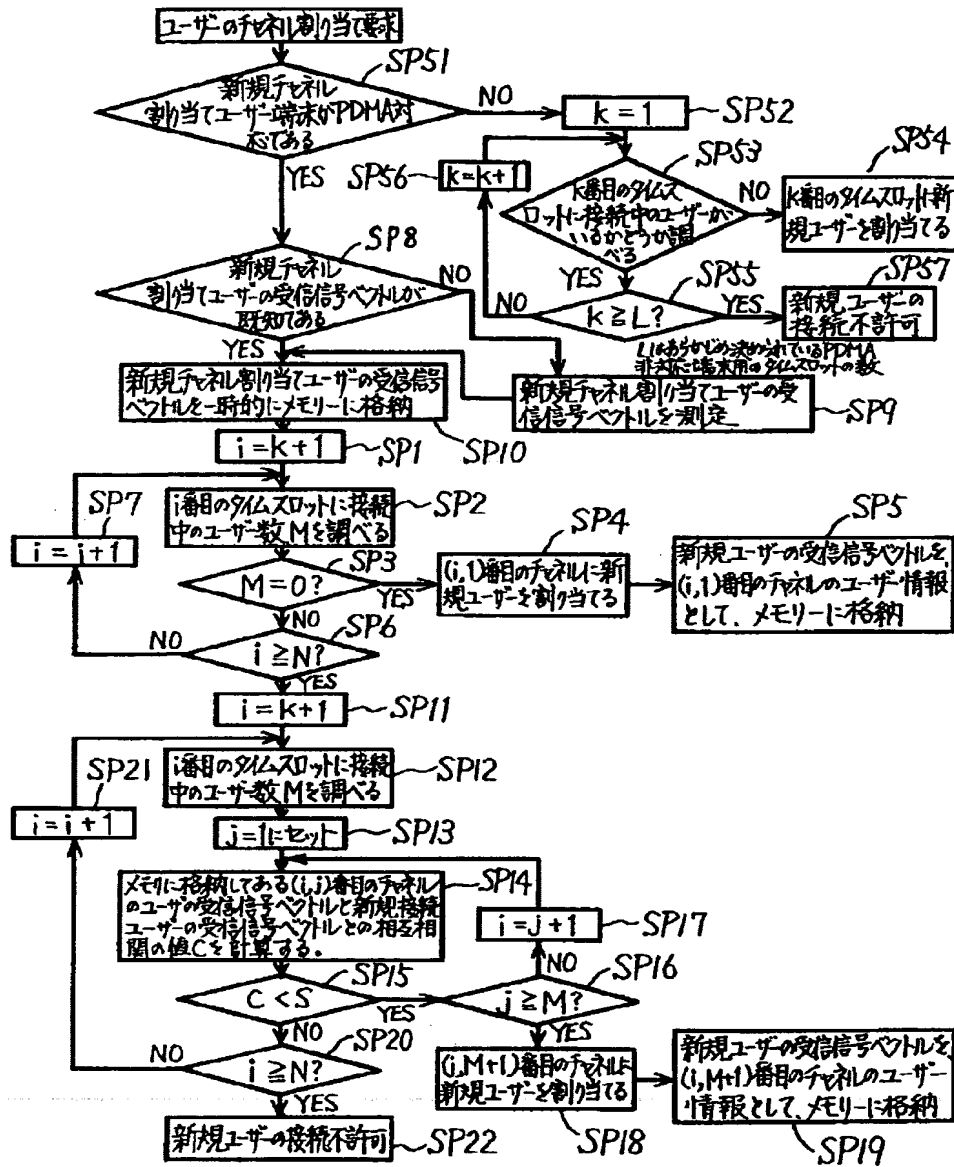 ユーザーのチャネル割り当て要求
SP51
新規チャネル
割り当てユーザー端末がPDMA対
応である
NO
YES
k=1
SP52
SP56
k=k+1
SP53
k番目のタイムス
ロットに接続中のユーザーが
いるかどうか調
べる
NO
YES
SP54
k番目のタイムスロットに新
規ユーザーを割り当てる
SP55
k≧L?
NO
YES
SP57
新規ユーザーの
接続不許可
Lはあらかじめ決められているPDMA
非対応端末用のタイムスロットの数
SP8
新規チャネル
割り当てユーザーの受信信号ベクトルが
既知である
NO
YES
新規チャネル割り当てユーザーの受
信信号ベクトルを測定
SP9
新規チャネル割り当てユーザーの受信信号
ベクトルを一時的にメモリーに格納
SP10
i=k+1
SP1
SP7
i=i+1
i番目のタイムスロットに接続
中のユーザー数Mを調べる
SP2
SP3
M=0?
YES
NO
SP4
(i,1)番目のチャネルに新
規ユーザーを割り当てる
SP5
新規ユーザーの受信信号ベクトルを、
(i,1)番目のチャネルのユーザー情報
として、メモリーに格納
SP6
i≧N?
NO
YES
i=k+1
SP11
SP21
i=i+1
i番目のタイムスロットに接続
中のユーザー数Mを調べる
SP12
j=1にセット
SP13
メモリに格納してある(i,j)番目のチャネル
のユーザの受信信号ベクトルと新規接続
ユーザーの受信信号ベクトルとの相互相
関の値Cを計算する。
SP14
i=j+1
SP17
SP15
C<S
YES
NO
SP16
j≧M?
NO
YES
SP20
i≧N?
NO
YES
(i,M+1)番目のチャネルに
新規ユーザーを割り当てる
SP18
新規ユーザーの受信信号ベクトルを、
(i,M+1)番目のチャネルのユーザー
情報として、メモリーに格納
SP19
新規ユーザーの接続不許可
SP22